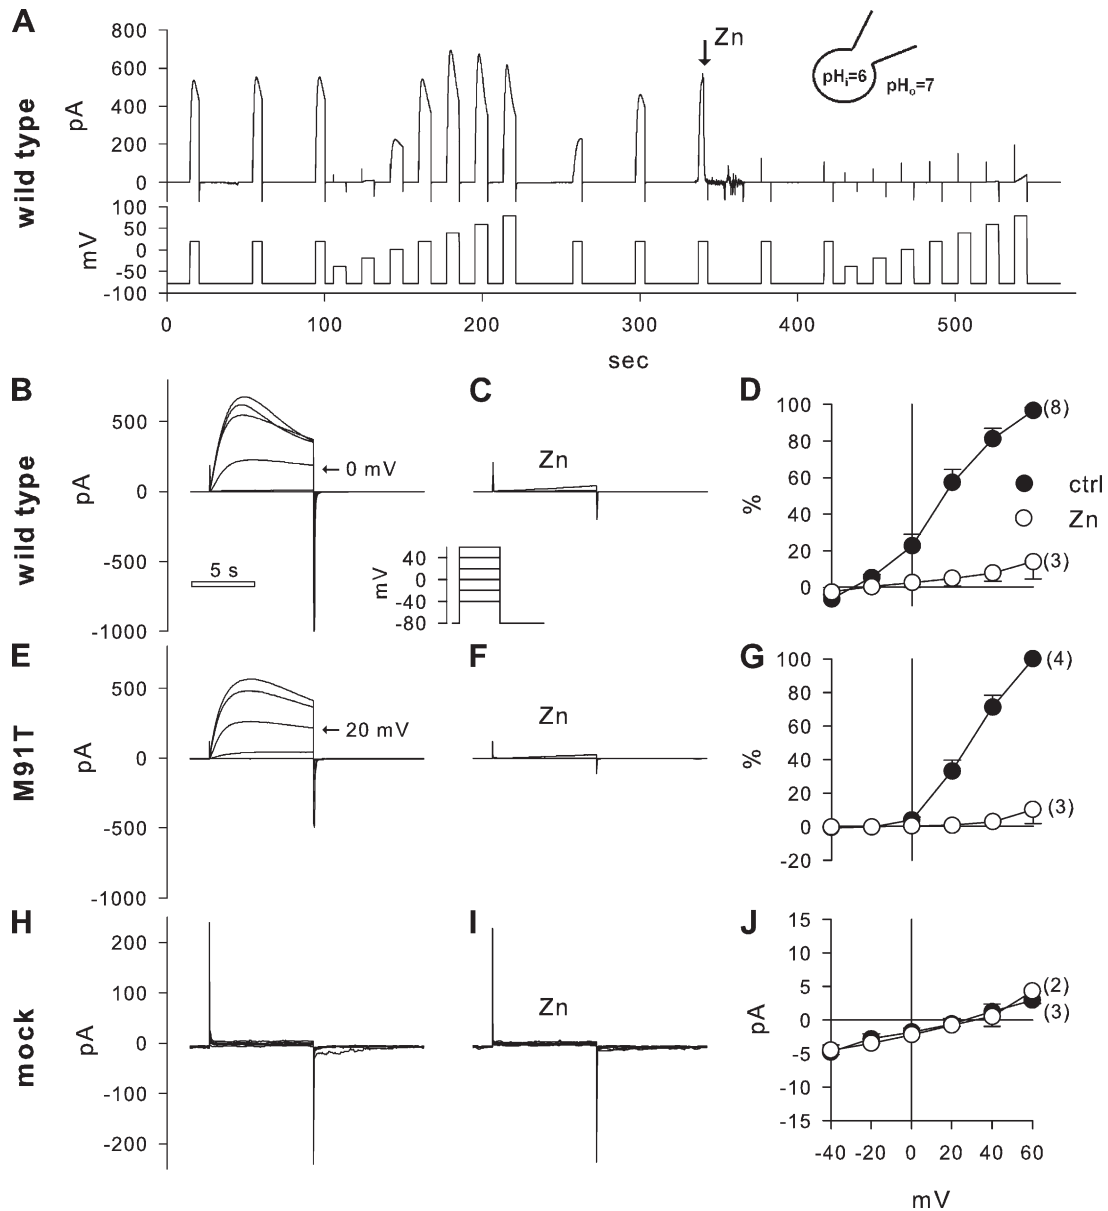 A
wild type
pA
800
600
400
200
0
Zn
pHi=6
pHo=7
mV
100
50
0
-50
-100
0
100
200
300
400
500
sec
B
wild type
pA
500
0
-500
-1000
← 0 mV
5 s
C
Zn
mV
40
0
-40
-80
D
%
100
80
60
40
20
0
(8)
ctrl
Zn
(3)
E
M91T
pA
500
0
-500
-1000
← 20 mV
F
Zn
G
%
100
80
60
40
20
0
-20
(4)
(3)
H
mock
pA
200
100
0
-100
-200
I
Zn
J
pA
15
10
5
0
-5
-10
-15
(2)
(3)
-40
-20
0
20
40
60
mV